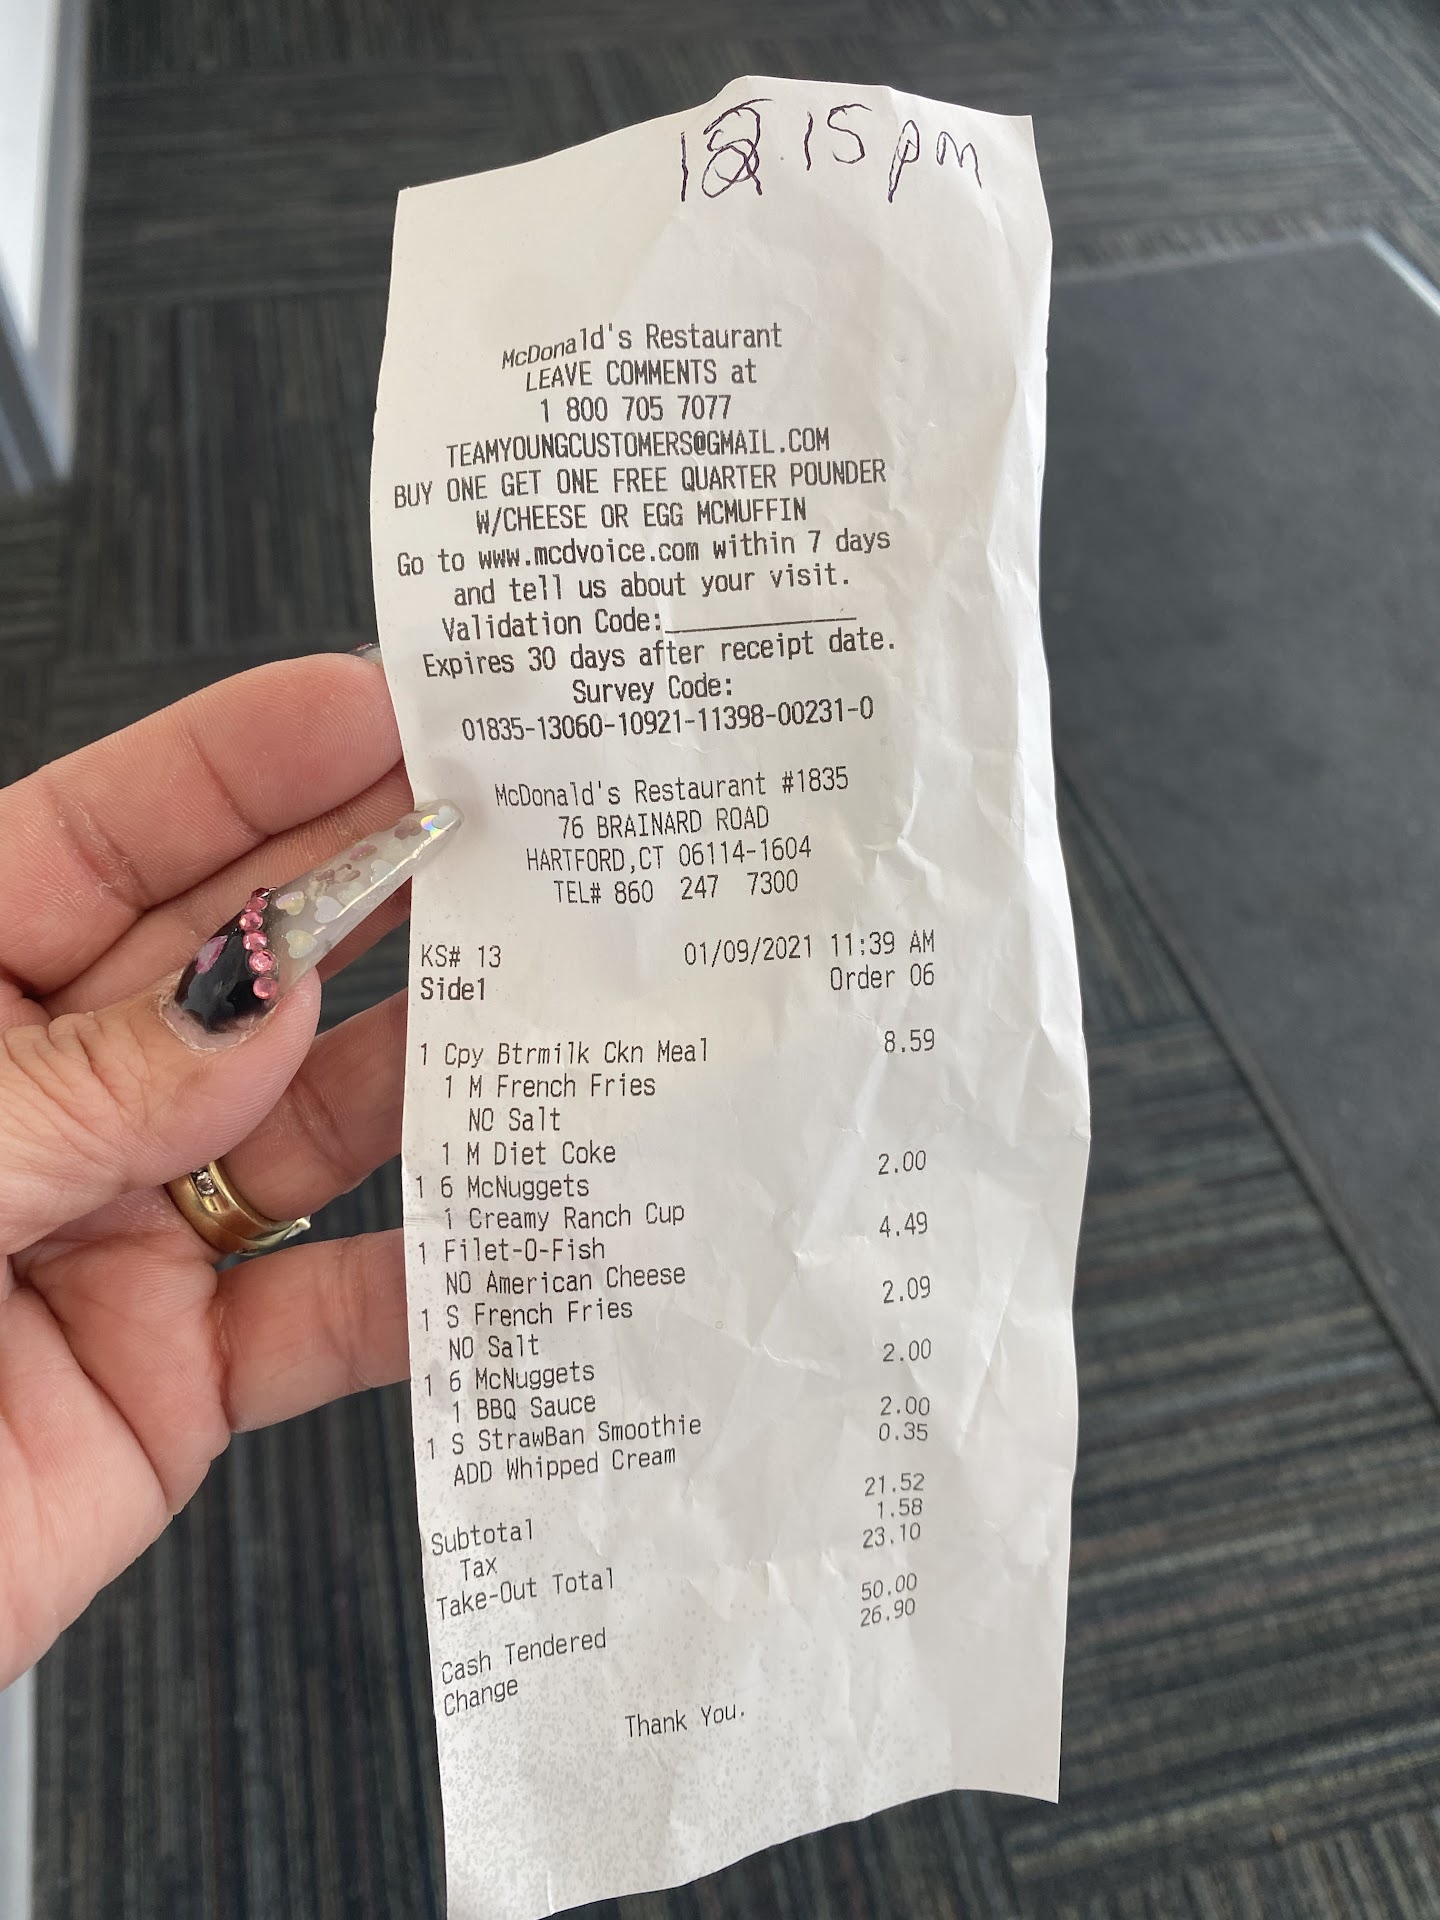 12.15 pm
McDonald's Restaurant
LEAVE COMMENTS at
1 800 705 7077
TEAMYOUNGCUSTOMERS@GMAIL.COM
BUY ONE GET ONE FREE QUARTER POUNDER
W/CHEESE OR EGG MCMUFFIN
Go to www.mcdvoice.com within 7 days
and tell us about your visit.
Validation Code:____________
Expires 30 days after receipt date.
Survey Code:
01835-13060-10921-11398-00231-0
McDonald's Restaurant #1835
76 BRAINARD ROAD
HARTFORD,CT 06114-1604
TEL# 860 247 7300
KS# 13 01/09/2021 11:39 AM
Side1 Order 06
1 Cpy Btrmilk Ckn Meal 8.59
1 M French Fries
NO Salt
1 M Diet Coke
1 6 McNuggets 2.00
1 Creamy Ranch Cup
1 Filet-O-Fish 4.49
NO American Cheese
1 S French Fries 2.09
NO Salt
1 6 McNuggets 2.00
1 BBQ Sauce
1 S StrawBan Smoothie 2.00
ADD Whipped Cream 0.35
Subtotal 21.52
Tax 1.58
Take-Out Total 23.10
Cash Tendered 50.00
Change 26.90
Thank You.